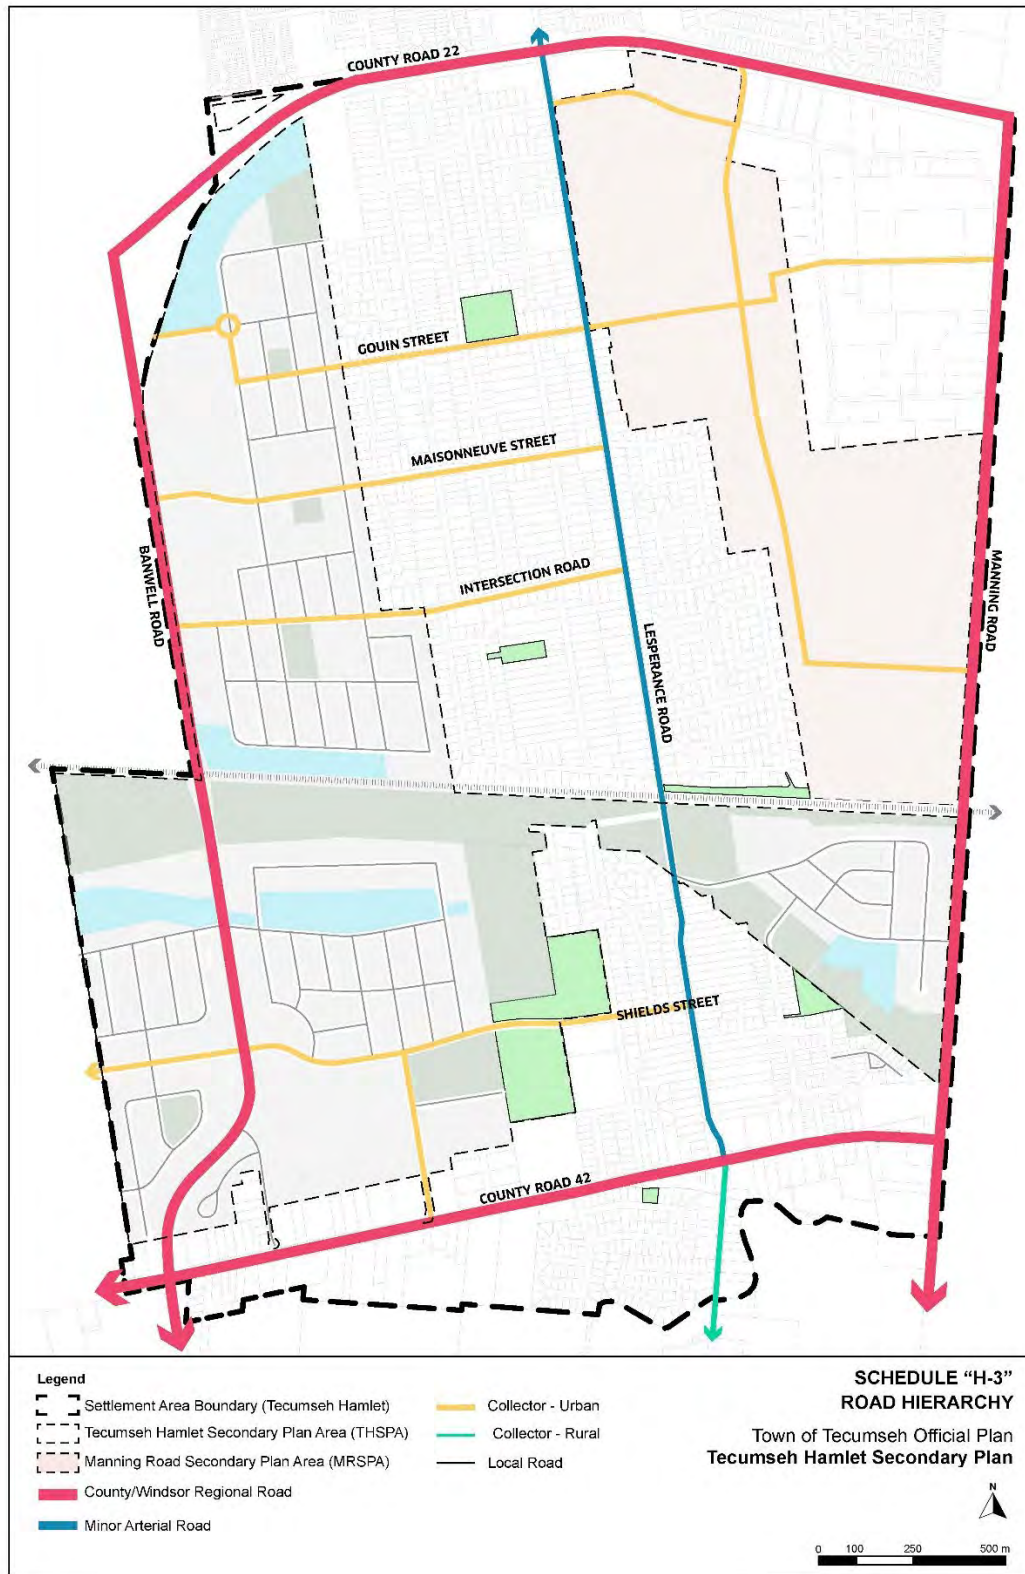 COUNTY ROAD 22
GOUIN STREET
MAISONNEUVE STREET
INTERSECTION ROAD
BANWELL ROAD
LESPERANCE ROAD
MANNING ROAD
SHIELDS STREET
COUNTY ROAD 42
Legend
Settlement Area Boundary (Tecumseh Hamlet)
Tecumseh Hamlet Secondary Plan Area (THSPA)
Manning Road Secondary Plan Area (MRSPA)
County/Windsor Regional Road
Minor Arterial Road
Collector - Urban
Collector - Rural
Local Road
SCHEDULE “H-3”
ROAD HIERARCHY
Town of Tecumseh Official Plan
Tecumseh Hamlet Secondary Plan
N
0 100 250 500 m